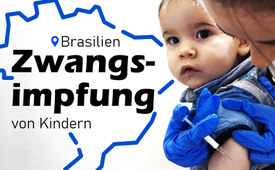 Brasilien
Zwangs-
impfung
von Kindern